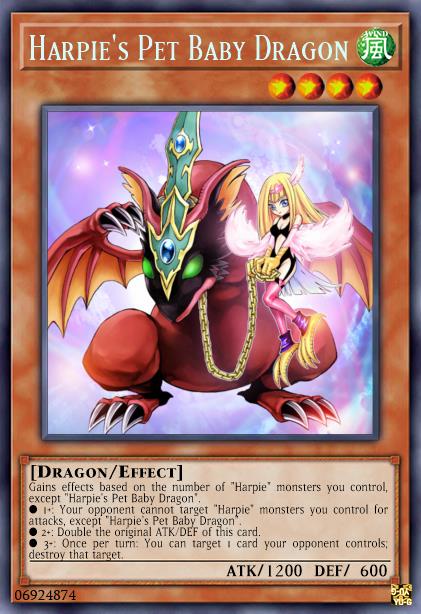 Harpie's Pet Baby Dragon
WIND
風
[Dragon/Effect]
Gains effects based on the number of "Harpie" monsters you control,
except "Harpie's Pet Baby Dragon".
● 1+: Your opponent cannot target "Harpie" monsters you control for
attacks, except "Harpie's Pet Baby Dragon".
● 2+: Double the original ATK/DEF of this card.
● 3+: Once per turn: You can target 1 card your opponent controls;
destroy that target.
ATK/1200 DEF/ 600
06924874